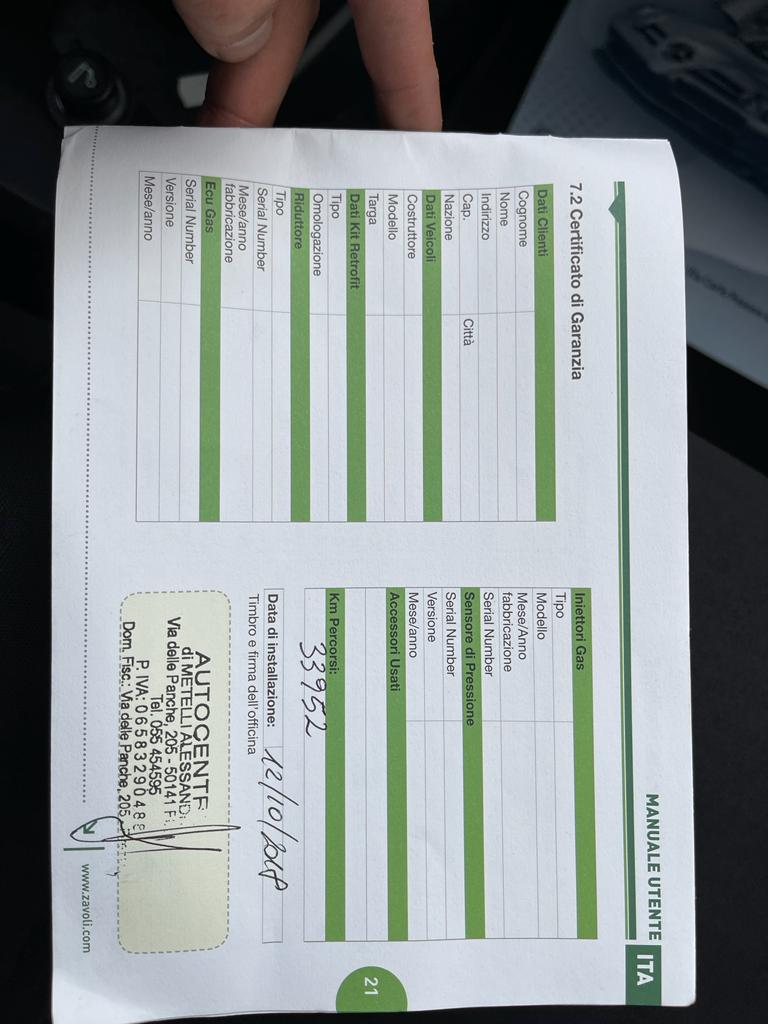 MANUALE UTENTE
ITA
7.2 Certificato di Garanzia
Dati Clienti
Cognome
Nome
Indirizzo
Cap. Città
Nazione
Dati Veicoli
Costruttore
Modello
Targa
Dati Kit Retrofit
Tipo
Omologazione
Riduttore
Tipo
Serial Number
Mese/anno
fabbricazione
Ecu Gas
Serial Number
Versione
Mese/anno
Iniettori Gas
Tipo
Modello
Mese/Anno
fabbricazione
Serial Number
Sensore di Pressione
Serial Number
Versione
Mese/anno
Accessori Usati
Km Percorsi:
33952
Data di installazione: 12/10/2018
Timbro e firma dell'officina
AUTOCENTR
di METELLI ALESSAND
Via delle Panche, 205 - 50141 F
Tel. 055 454595
P. IVA: 0 6 5 8 3 2 9 0 4 8
Dom. Fisc.: Via delle Panche, 205
www.zavoli.com
21